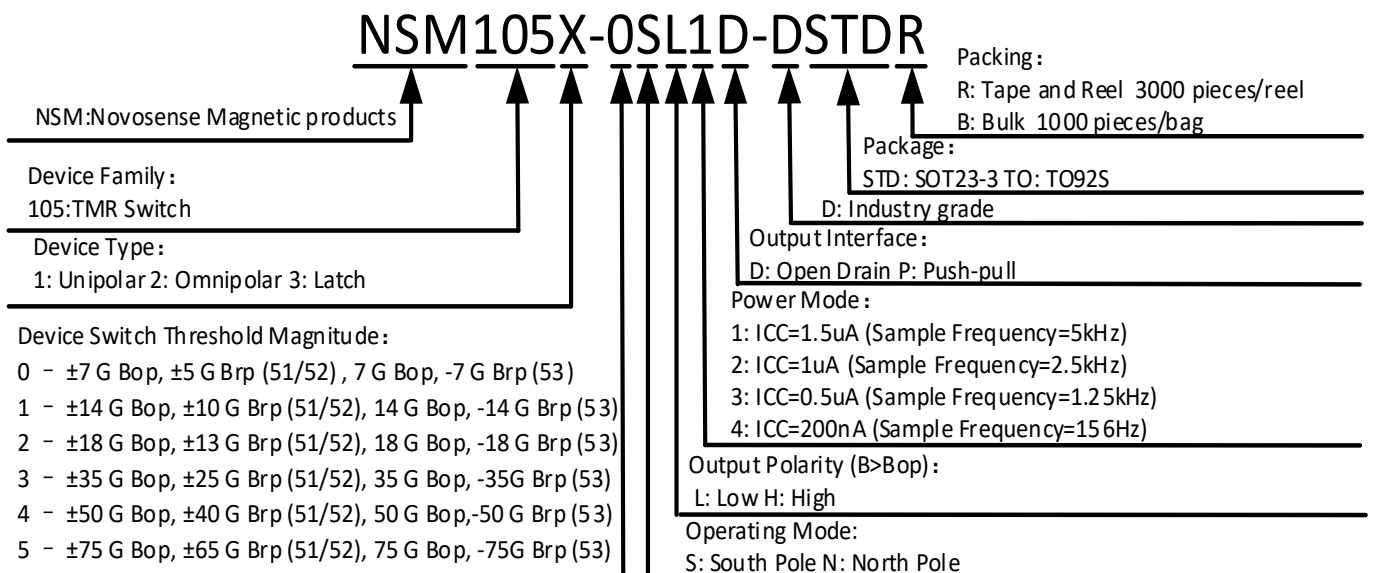 NSM105X-0SL1D-DSTDR
NSM:Novosense Magnetic products
Device Family:
105:TMR Switch
Device Type:
1: Unipolar 2: Omnipolar 3: Latch
Device Switch Threshold Magnitude:
0 - ±7 G Bop, ±5 G Brp (51/52) , 7 G Bop, -7 G Brp (53)
1 - ±14 G Bop, ±10 G Brp (51/52), 14 G Bop, -14 G Brp (53)
2 - ±18 G Bop, ±13 G Brp (51/52), 18 G Bop, -18 G Brp (53)
3 - ±35 G Bop, ±25 G Brp (51/52), 35 G Bop, -35G Brp (53)
4 - ±50 G Bop, ±40 G Brp (51/52), 50 G Bop,-50 G Brp (53)
5 - ±75 G Bop, ±65 G Brp (51/52), 75 G Bop, -75G Brp (53)
Packing:
R: Tape and Reel 3000 pieces/reel
B: Bulk 1000 pieces/bag
Package:
STD: SOT23-3 TO: TO92S
D: Industry grade
Output Interface:
D: Open Drain P: Push-pull
Power Mode:
1: ICC=1.5uA (Sample Frequency=5kHz)
2: ICC=1uA (Sample Frequency=2.5kHz)
3: ICC=0.5uA (Sample Frequency=1.25kHz)
4: ICC=200nA (Sample Frequency=156Hz)
Output Polarity (B>Bop):
L: Low H: High
Operating Mode:
S: South Pole N: North Pole